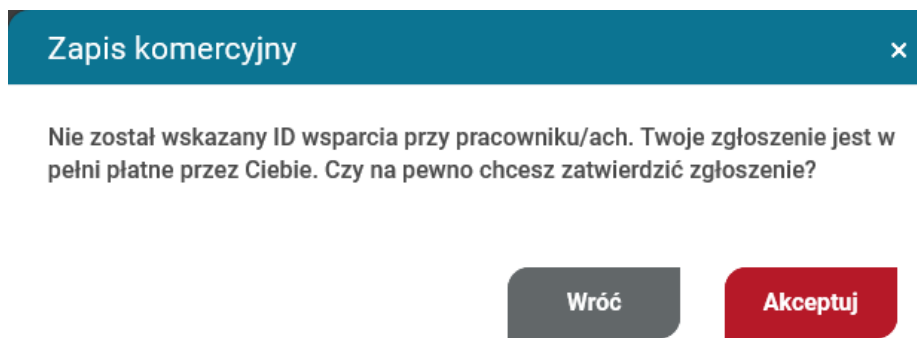 Zapis komercyjny ×
Nie został wskazany ID wsparcia przy pracowniku/ach. Twoje zgłoszenie jest w
pełni płatne przez Ciebie. Czy na pewno chcesz zatwierdzić zgłoszenie?
Wróć Akceptuj